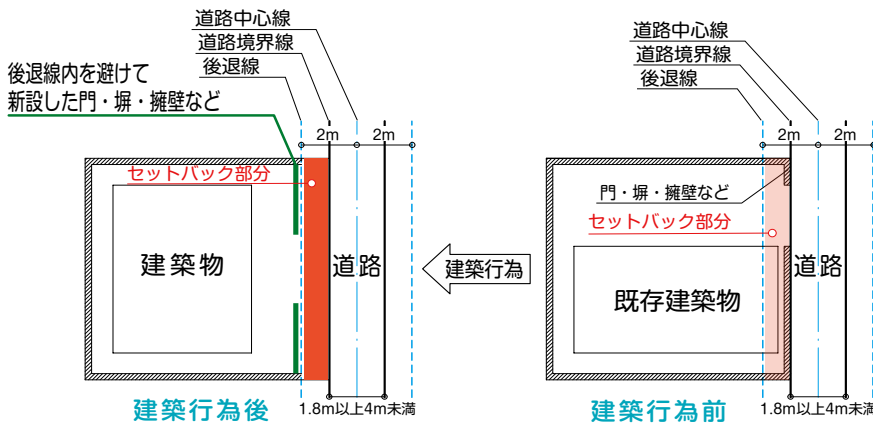 道路中心線
道路境界線
後退線
後退線内を避けて
新設した門・塀・擁壁など
2m 2m
セットバック部分
建築物
道路
建築行為後
1.8m以上4m未満
建築行為
道路中心線
道路境界線
後退線
2m 2m
門・塀・擁壁など
セットバック部分
道路
既存建築物
建築行為前
1.8m以上4m未満